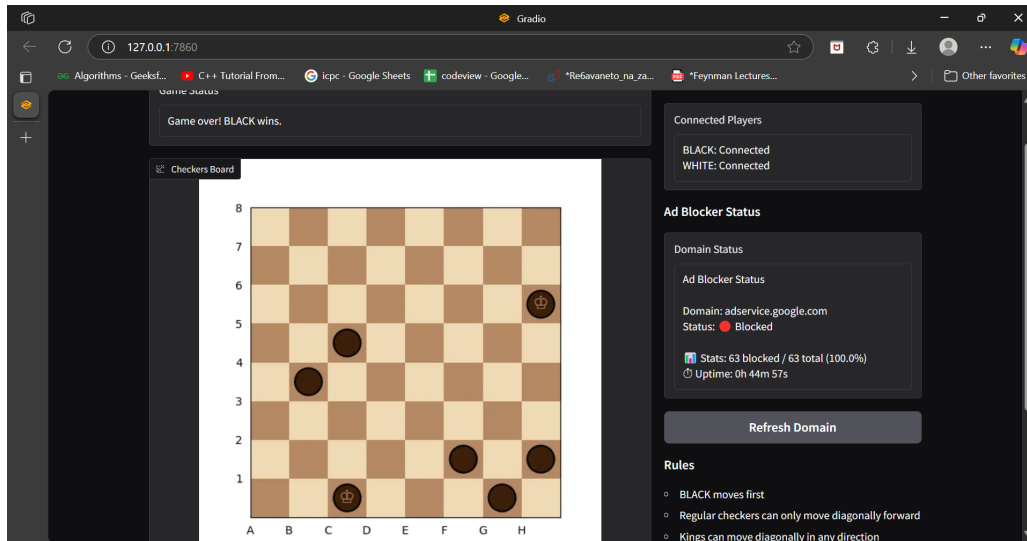 Gradio
127.0.0.1:7860
Algorithms - Geeksf...
C++ Tutorial From...
icpc - Google Sheets
codeview - Google...
*Re6avaneto_na_za...
*Feynman Lectures...
Other favorites
Game Status
Game over! BLACK wins.
Checkers Board
8
7
6
5
4
3
2
1
A B C D E F G H
Connected Players
BLACK: Connected
WHITE: Connected
Ad Blocker Status
Domain Status
Ad Blocker Status
Domain: adservice.google.com
Status: 🔴 Blocked
📊 Stats: 63 blocked / 63 total (100.0%)
⏱ Uptime: 0h 44m 57s
Refresh Domain
Rules
BLACK moves first
Regular checkers can only move diagonally forward
Kings can move diagonally in any direction